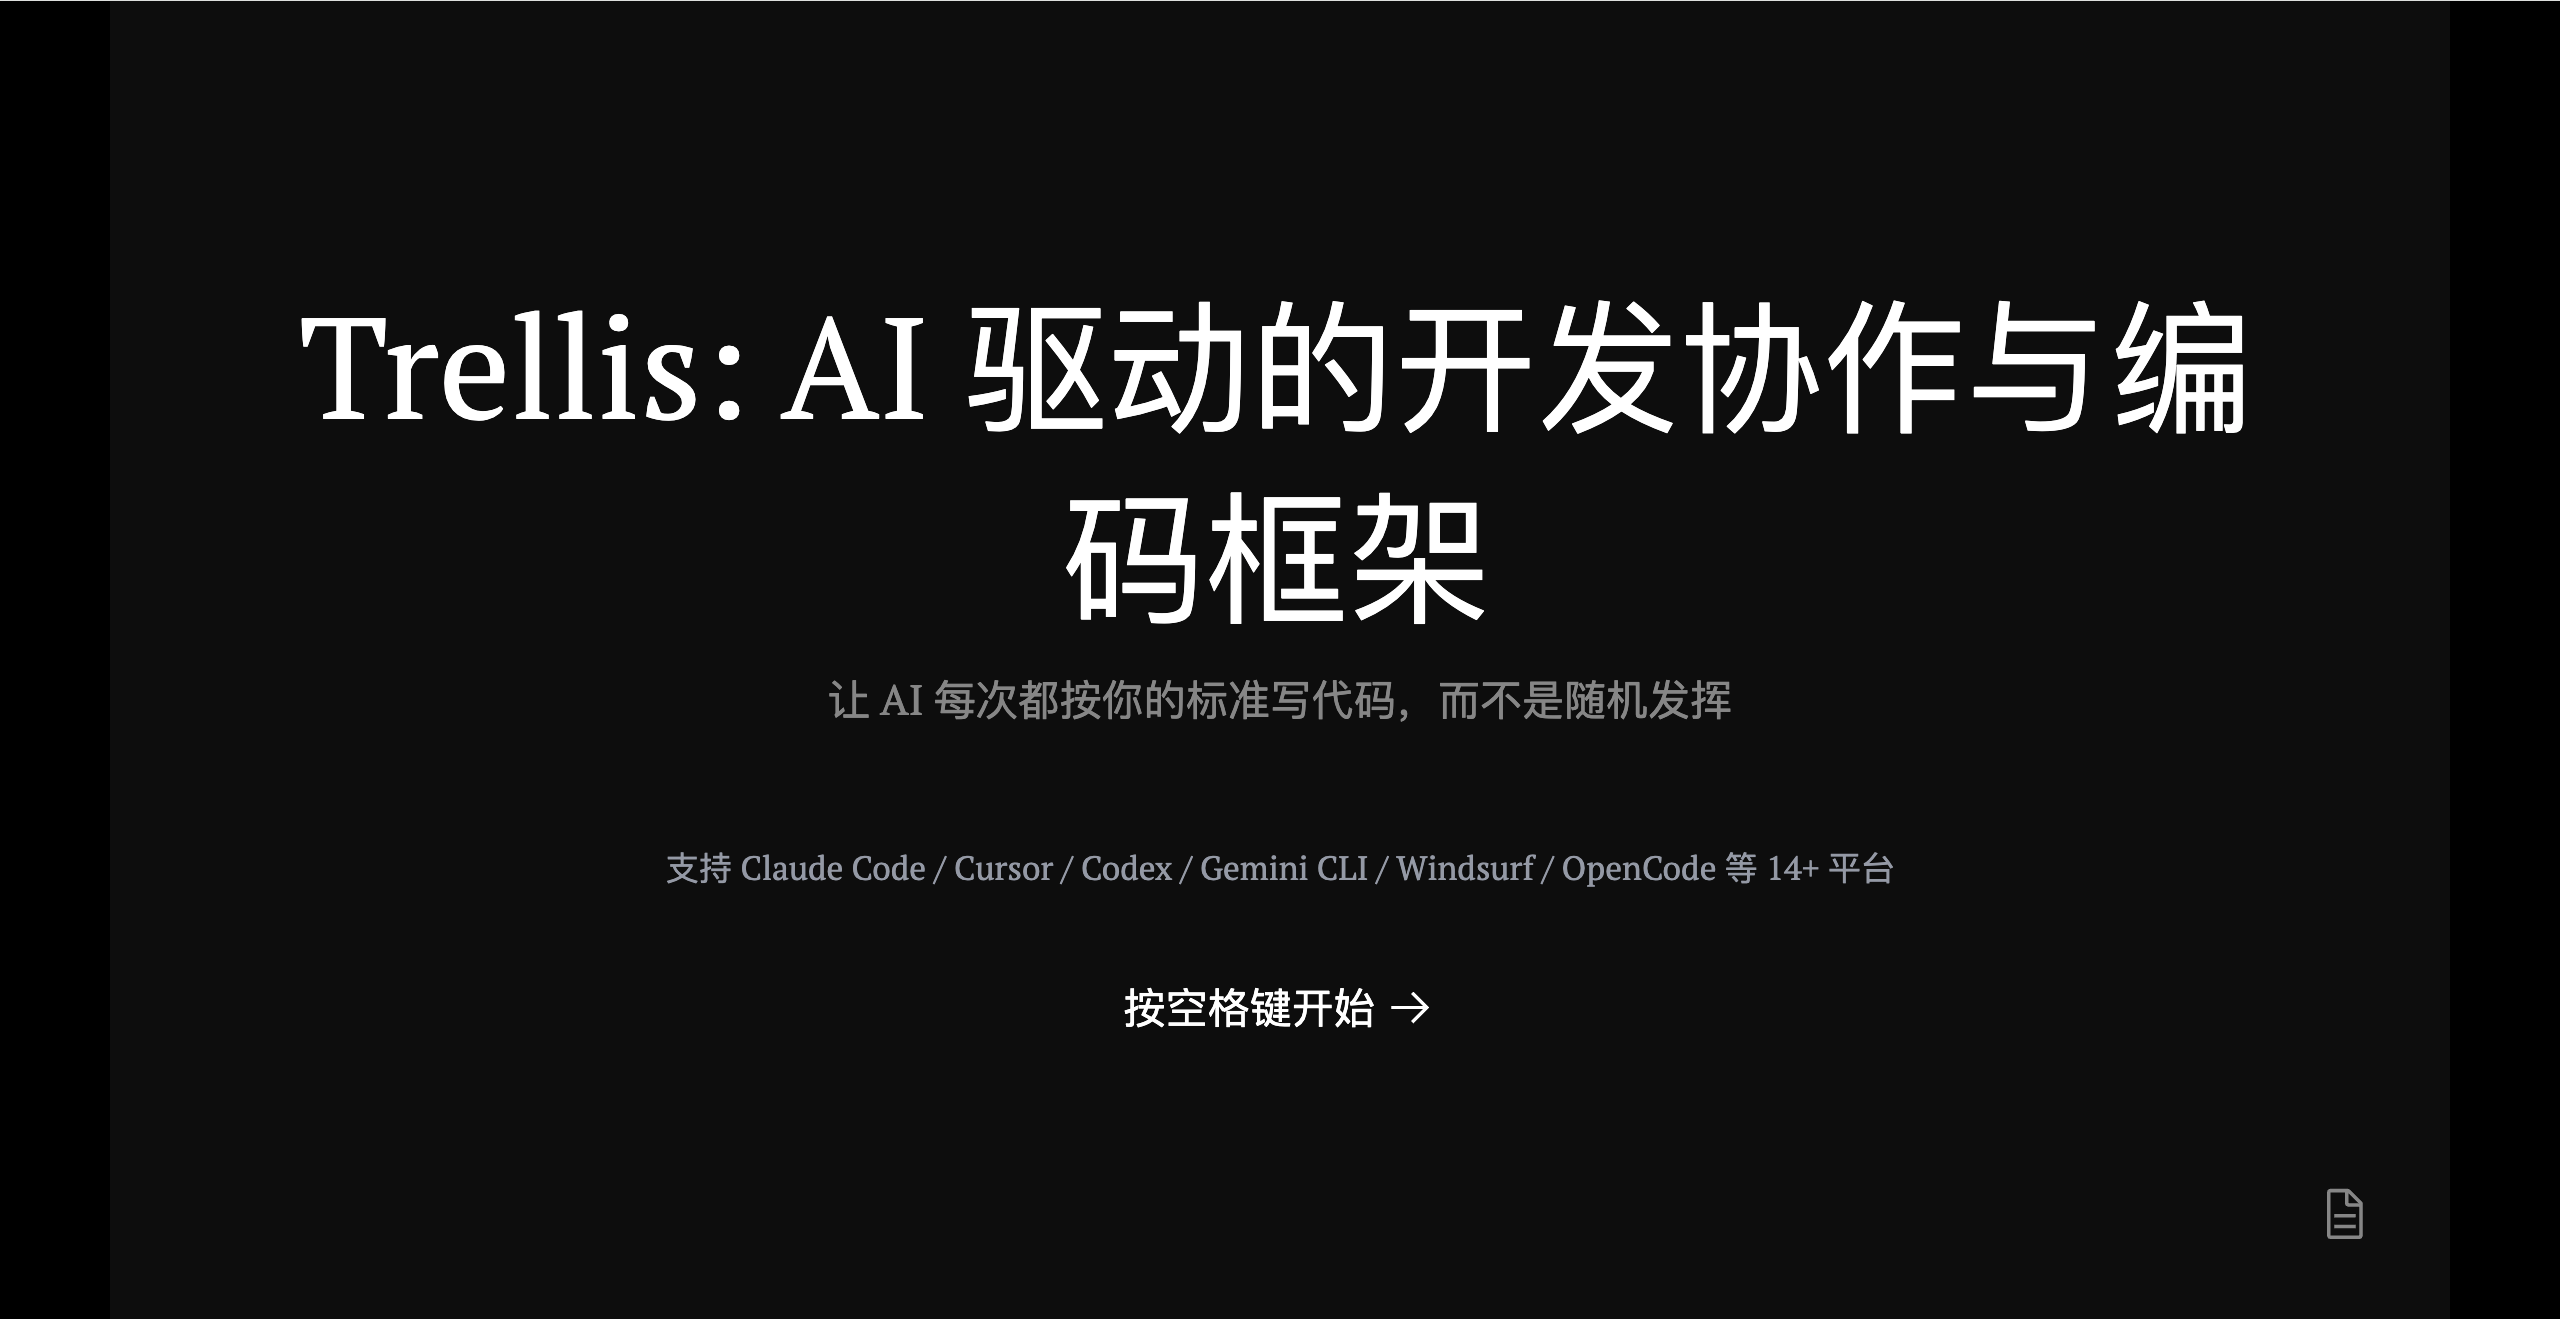 Trellis: AI 驱动的开发协作与编
码框架
让 AI 每次都按你的标准写代码，而不是随机发挥
支持 Claude Code / Cursor / Codex / Gemini CLI / Windsurf / OpenCode 等 14+ 平台
按空格键开始 →